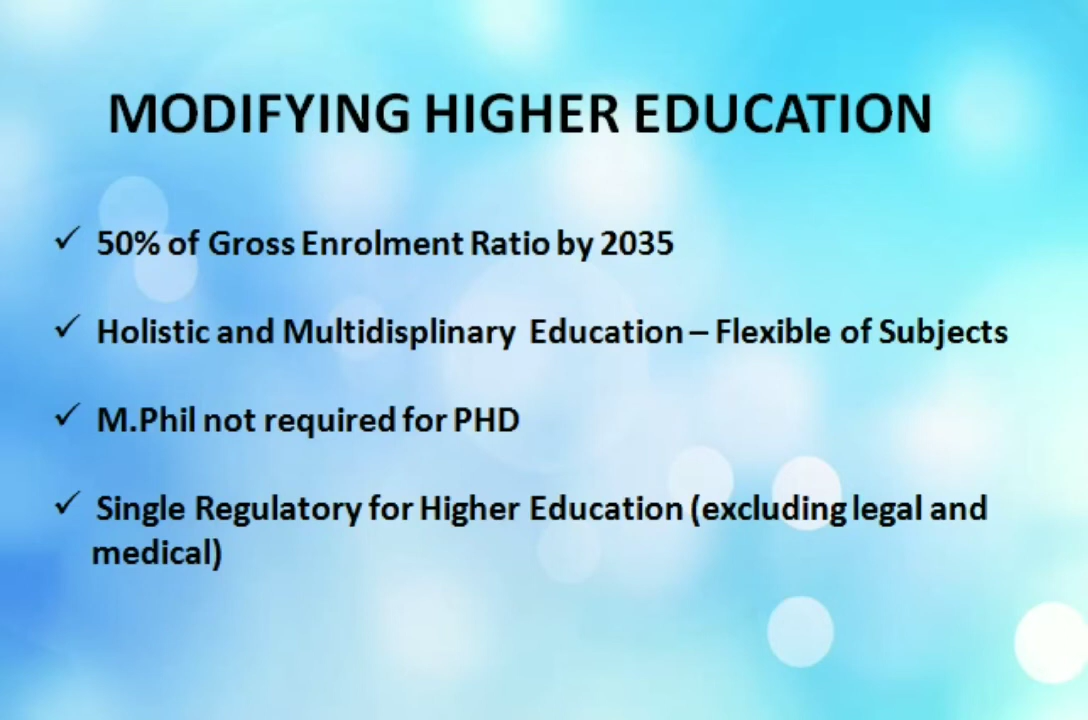 MODIFYING HIGHER EDUCATION
✓ 50% of Gross Enrolment Ratio by 2035
✓ Holistic and Multidisplinary Education – Flexible of Subjects
✓ M.Phil not required for PHD
✓ Single Regulatory for Higher Education (excluding legal and
medical)